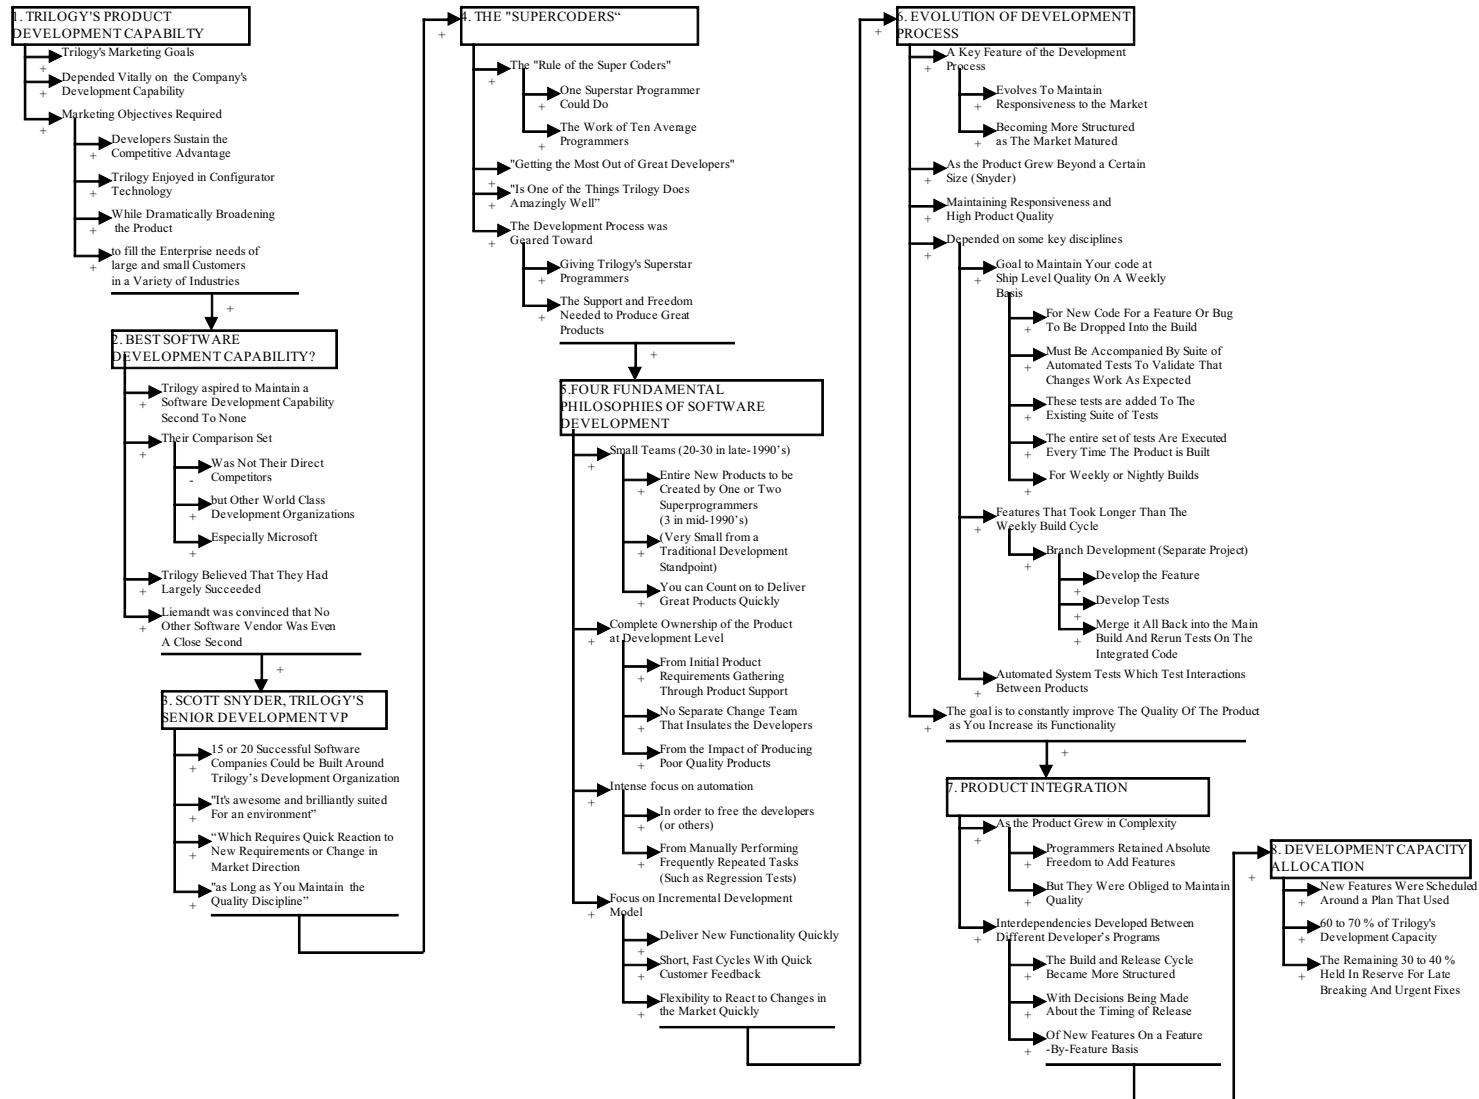 1. TRILOGY'S PRODUCT
DEVELOPMENT CAPABILTY
+
Trilogy's Marketing Goals
+
Depended Vitally on the Company's
Development Capability
+
Marketing Objectives Required
+
Developers Sustain the
Competitive Advantage
+
Trilogy Enjoyed in Configurator
Technology
+
While Dramatically Broadening
the Product
+
to fill the Enterprise needs of
large and small Customers
in a Variety of Industries
+
+
2. BEST SOFTWARE
DEVELOPMENT CAPABILITY?
Trilogy aspired to Maintain a
Software Development Capability
Second To None
+
Their Comparison Set
+
Was Not Their Direct
Competitors
-
but Other World Class
Development Organizations
+
Especially Microsoft
+
Trilogy Believed That They Had
Largely Succeeded
+
Liemandt was convinced that No
Other Software Vendor Was Even
A Close Second
+
+
3. SCOTT SNYDER, TRILOGY'S
SENIOR DEVELOPMENT VP
15 or 20 Successful Software
Companies Could be Built Around
Trilogy’s Development Organization
+
"It's awesome and brilliantly suited
For an environment”
+
“Which Requires Quick Reaction to
New Requirements or Change in
Market Direction
+
"as Long as You Maintain the
Quality Discipline”
+
+
4. THE "SUPERCODERS“
The "Rule of the Super Coders"
+
One Superstar Programmer
Could Do
+
The Work of Ten Average
Programmers
+
"Getting the Most Out of Great Developers"
+
"Is One of the Things Trilogy Does
Amazingly Well”
+
The Development Process was
Geared Toward
+
Giving Trilogy's Superstar
Programmers
+
The Support and Freedom
Needed to Produce Great
Products
+
+
5.FOUR FUNDAMENTAL
PHILOSOPHIES OF SOFTWARE
DEVELOPMENT
Small Teams (20-30 in late-1990’s)
+
Entire New Products to be
Created by One or Two
Superprogrammers
(3 in mid-1990’s)
+
(Very Small from a
Traditional Development
Standpoint)
+
You can Count on to Deliver
Great Products Quickly
+
Complete Ownership of the Product
at Development Level
+
From Initial Product
Requirements Gathering
Through Product Support
+
No Separate Change Team
That Insulates the Developers
+
From the Impact of Producing
Poor Quality Products
+
Intense focus on automation
+
In order to free the developers
(or others)
+
From Manually Performing
Frequently Repeated Tasks
(Such as Regression Tests)
+
Focus on Incremental Development
Model
+
Deliver New Functionality Quickly
+
Short, Fast Cycles With Quick
Customer Feedback
+
Flexibility to React to Changes in
the Market Quickly
+
+
6. EVOLUTION OF DEVELOPMENT
PROCESS
A Key Feature of the Development
Process
+
Evolves To Maintain
Responsiveness to the Market
+
Becoming More Structured
as The Market Matured
+
As the Product Grew Beyond a Certain
Size (Snyder)
+
Maintaining Responsiveness and
High Product Quality
+
Depended on some key disciplines
+
Goal to Maintain Your code at
Ship Level Quality On A Weekly
Basis
+
For New Code For a Feature Or Bug
To Be Dropped Into the Build
+
Must Be Accompanied By Suite of
Automated Tests To Validate That
Changes Work As Expected
+
These tests are added To The
Existing Suite of Tests
+
The entire set of tests Are Executed
Every Time The Product is Built
+
For Weekly or Nightly Builds
+
Features That Took Longer Than The
Weekly Build Cycle
+
Branch Development (Separate Project)
+
Develop the Feature
+
Develop Tests
+
Merge it All Back into the Main
Build And Rerun Tests On The
Integrated Code
+
Automated System Tests Which Test Interactions
Between Products
+
The goal is to constantly improve The Quality Of The Product
as You Increase its Functionality
+
+
7. PRODUCT INTEGRATION
As the Product Grew in Complexity
+
Programmers Retained Absolute
Freedom to Add Features
+
But They Were Obliged to Maintain
Quality
+
Interdependencies Developed Between
Different Developer’s Programs
+
The Build and Release Cycle
Became More Structured
+
With Decisions Being Made
About the Timing of Release
+
Of New Features On a Feature
-By-Feature Basis
+
+
8. DEVELOPMENT CAPACITY
ALLOCATION
New Features Were Scheduled
Around a Plan That Used
+
60 to 70 % of Trilogy's
Development Capacity
+
The Remaining 30 to 40 %
Held In Reserve For Late
Breaking And Urgent Fixes
+